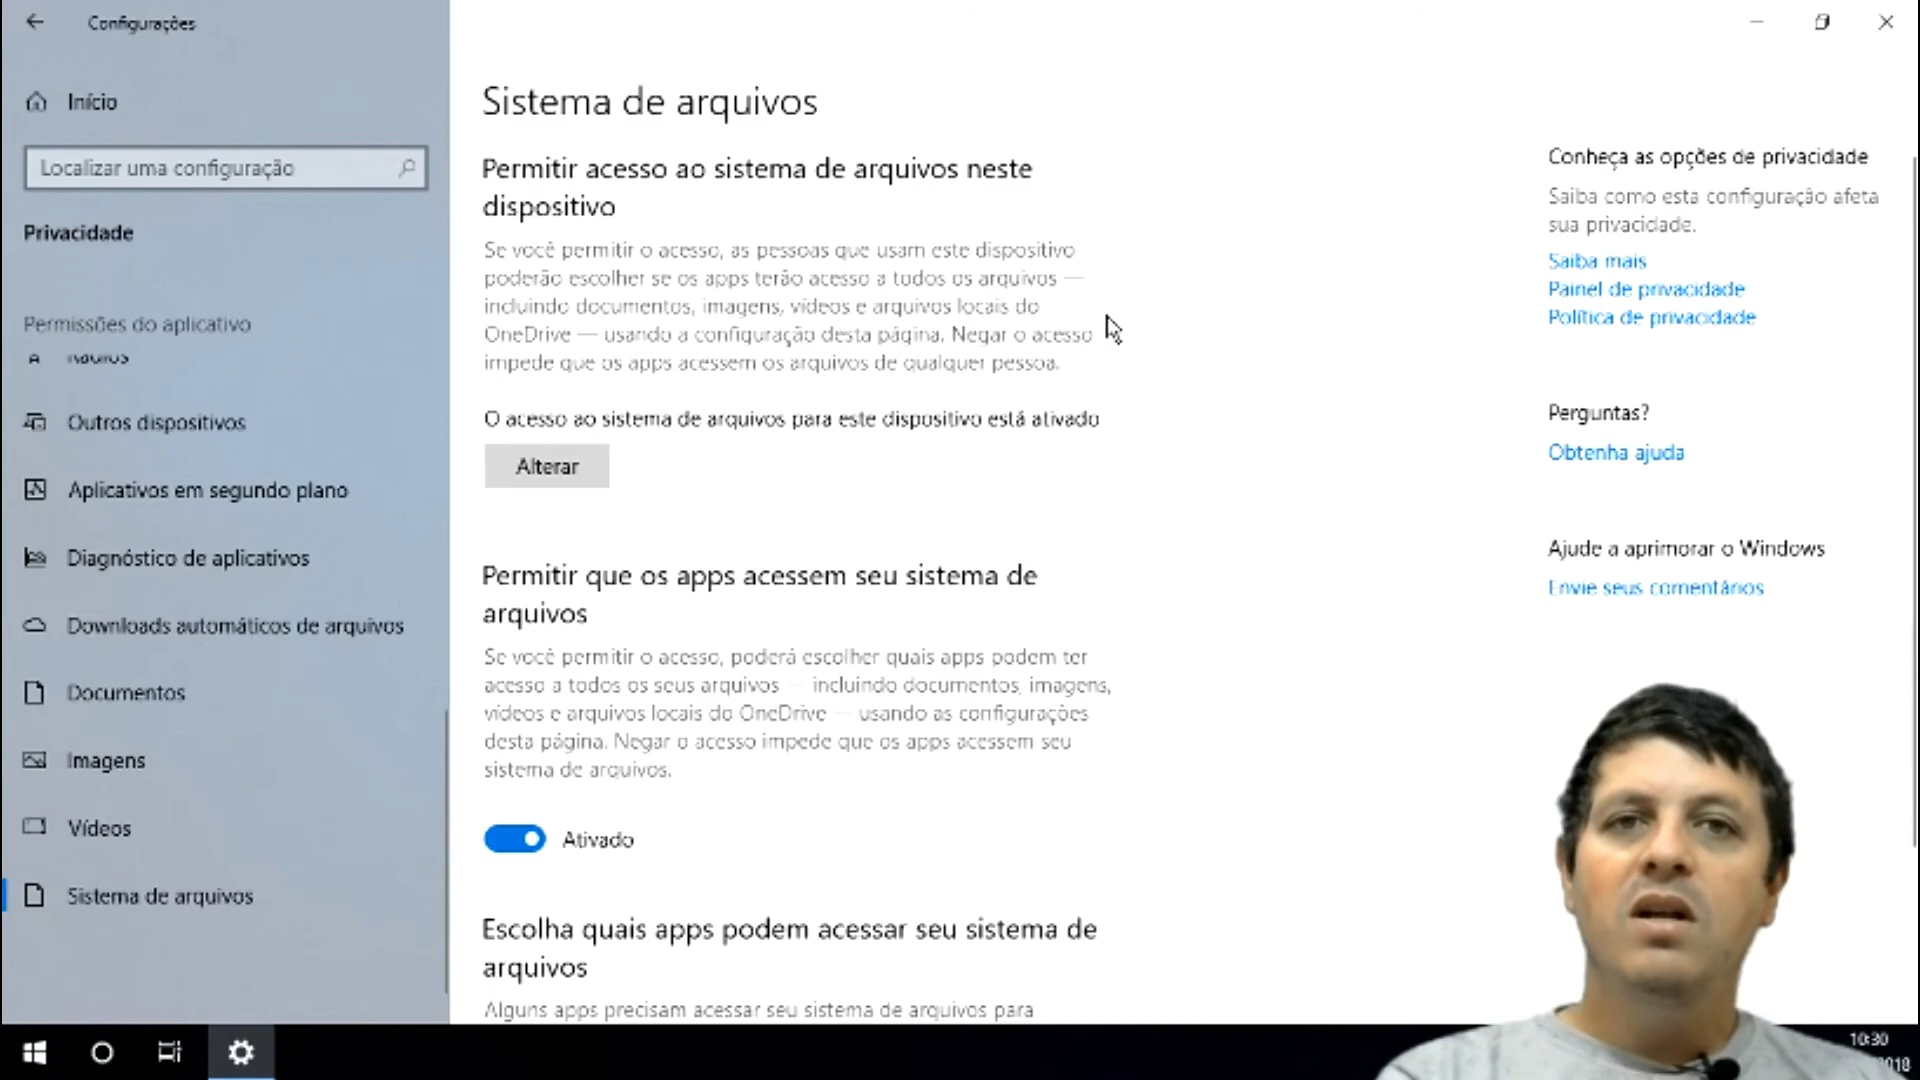 Configurações
Início
Localizar uma configuração
Privacidade
Permissões do aplicativo
Rádios
Outros dispositivos
Aplicativos em segundo plano
Diagnóstico de aplicativos
Downloads automáticos de arquivos
Documentos
Imagens
Vídeos
Sistema de arquivos
Sistema de arquivos
Permitir acesso ao sistema de arquivos neste
dispositivo
Se você permitir o acesso, as pessoas que usam este dispositivo
poderão escolher se os apps terão acesso a todos os arquivos —
incluindo documentos, imagens, vídeos e arquivos locais do
OneDrive — usando a configuração desta página. Negar o acesso
impede que os apps acessem os arquivos de qualquer pessoa.
O acesso ao sistema de arquivos para este dispositivo está ativado
Alterar
Permitir que os apps acessem seu sistema de
arquivos
Se você permitir o acesso, poderá escolher quais apps podem ter
acesso a todos os seus arquivos — incluindo documentos, imagens,
vídeos e arquivos locais do OneDrive — usando as configurações
desta página. Negar o acesso impede que os apps acessem seu
sistema de arquivos.
Ativado
Escolha quais apps podem acessar seu sistema de
arquivos
Alguns apps precisam acessar seu sistema de arquivos para
Conheça as opções de privacidade
Saiba como esta configuração afeta
sua privacidade.
Saiba mais
Painel de privacidade
Política de privacidade
Perguntas?
Obtenha ajuda
Ajude a aprimorar o Windows
Envie seus comentários
10:30
2018